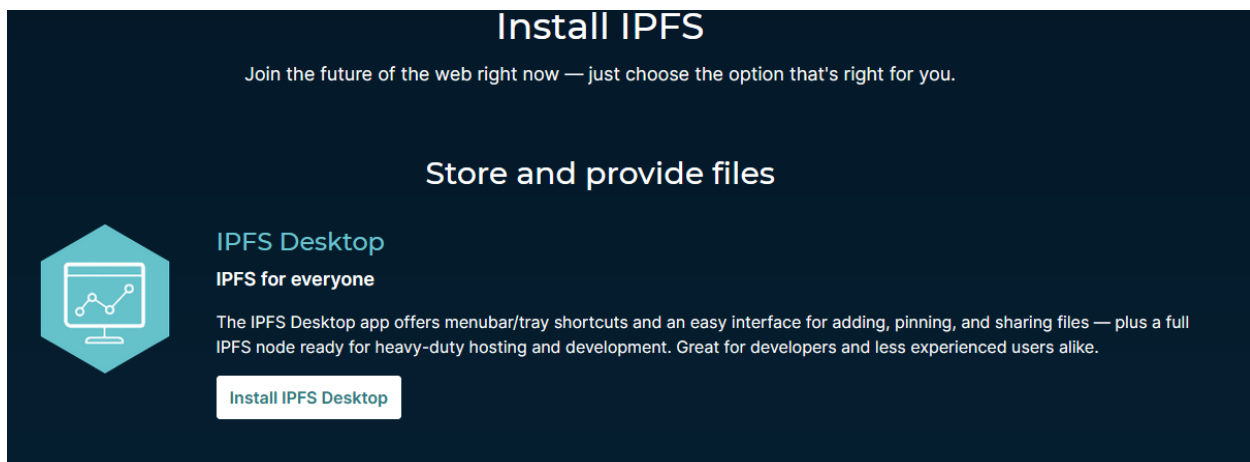 Install IPFS
Join the future of the web right now — just choose the option that's right for you.
Store and provide files
IPFS Desktop
IPFS for everyone
The IPFS Desktop app offers menubar/tray shortcuts and an easy interface for adding, pinning, and sharing files — plus a full
IPFS node ready for heavy-duty hosting and development. Great for developers and less experienced users alike.
Install IPFS Desktop